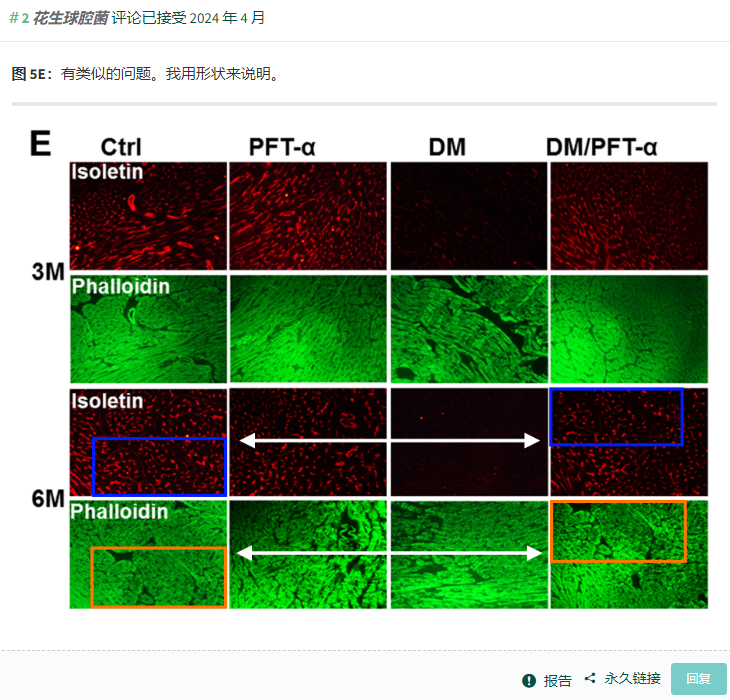 #2 花生球腔菌 评论已接受 2024 年 4 月
图 5E：有类似的问题。我用形状来说明。
E Ctrl PFT-α DM DM/PFT-α
Isoletin
3M
Phalloidin
Isoletin
6M
Phalloidin
报告 永久链接 回复